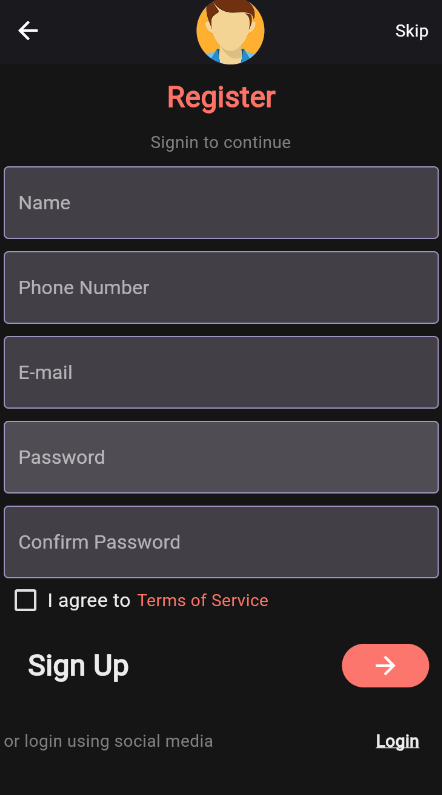 Skip
Register
Signin to continue
Name
Phone Number
E-mail
Password
Confirm Password
I agree to Terms of Service
Sign Up
or login using social media Login